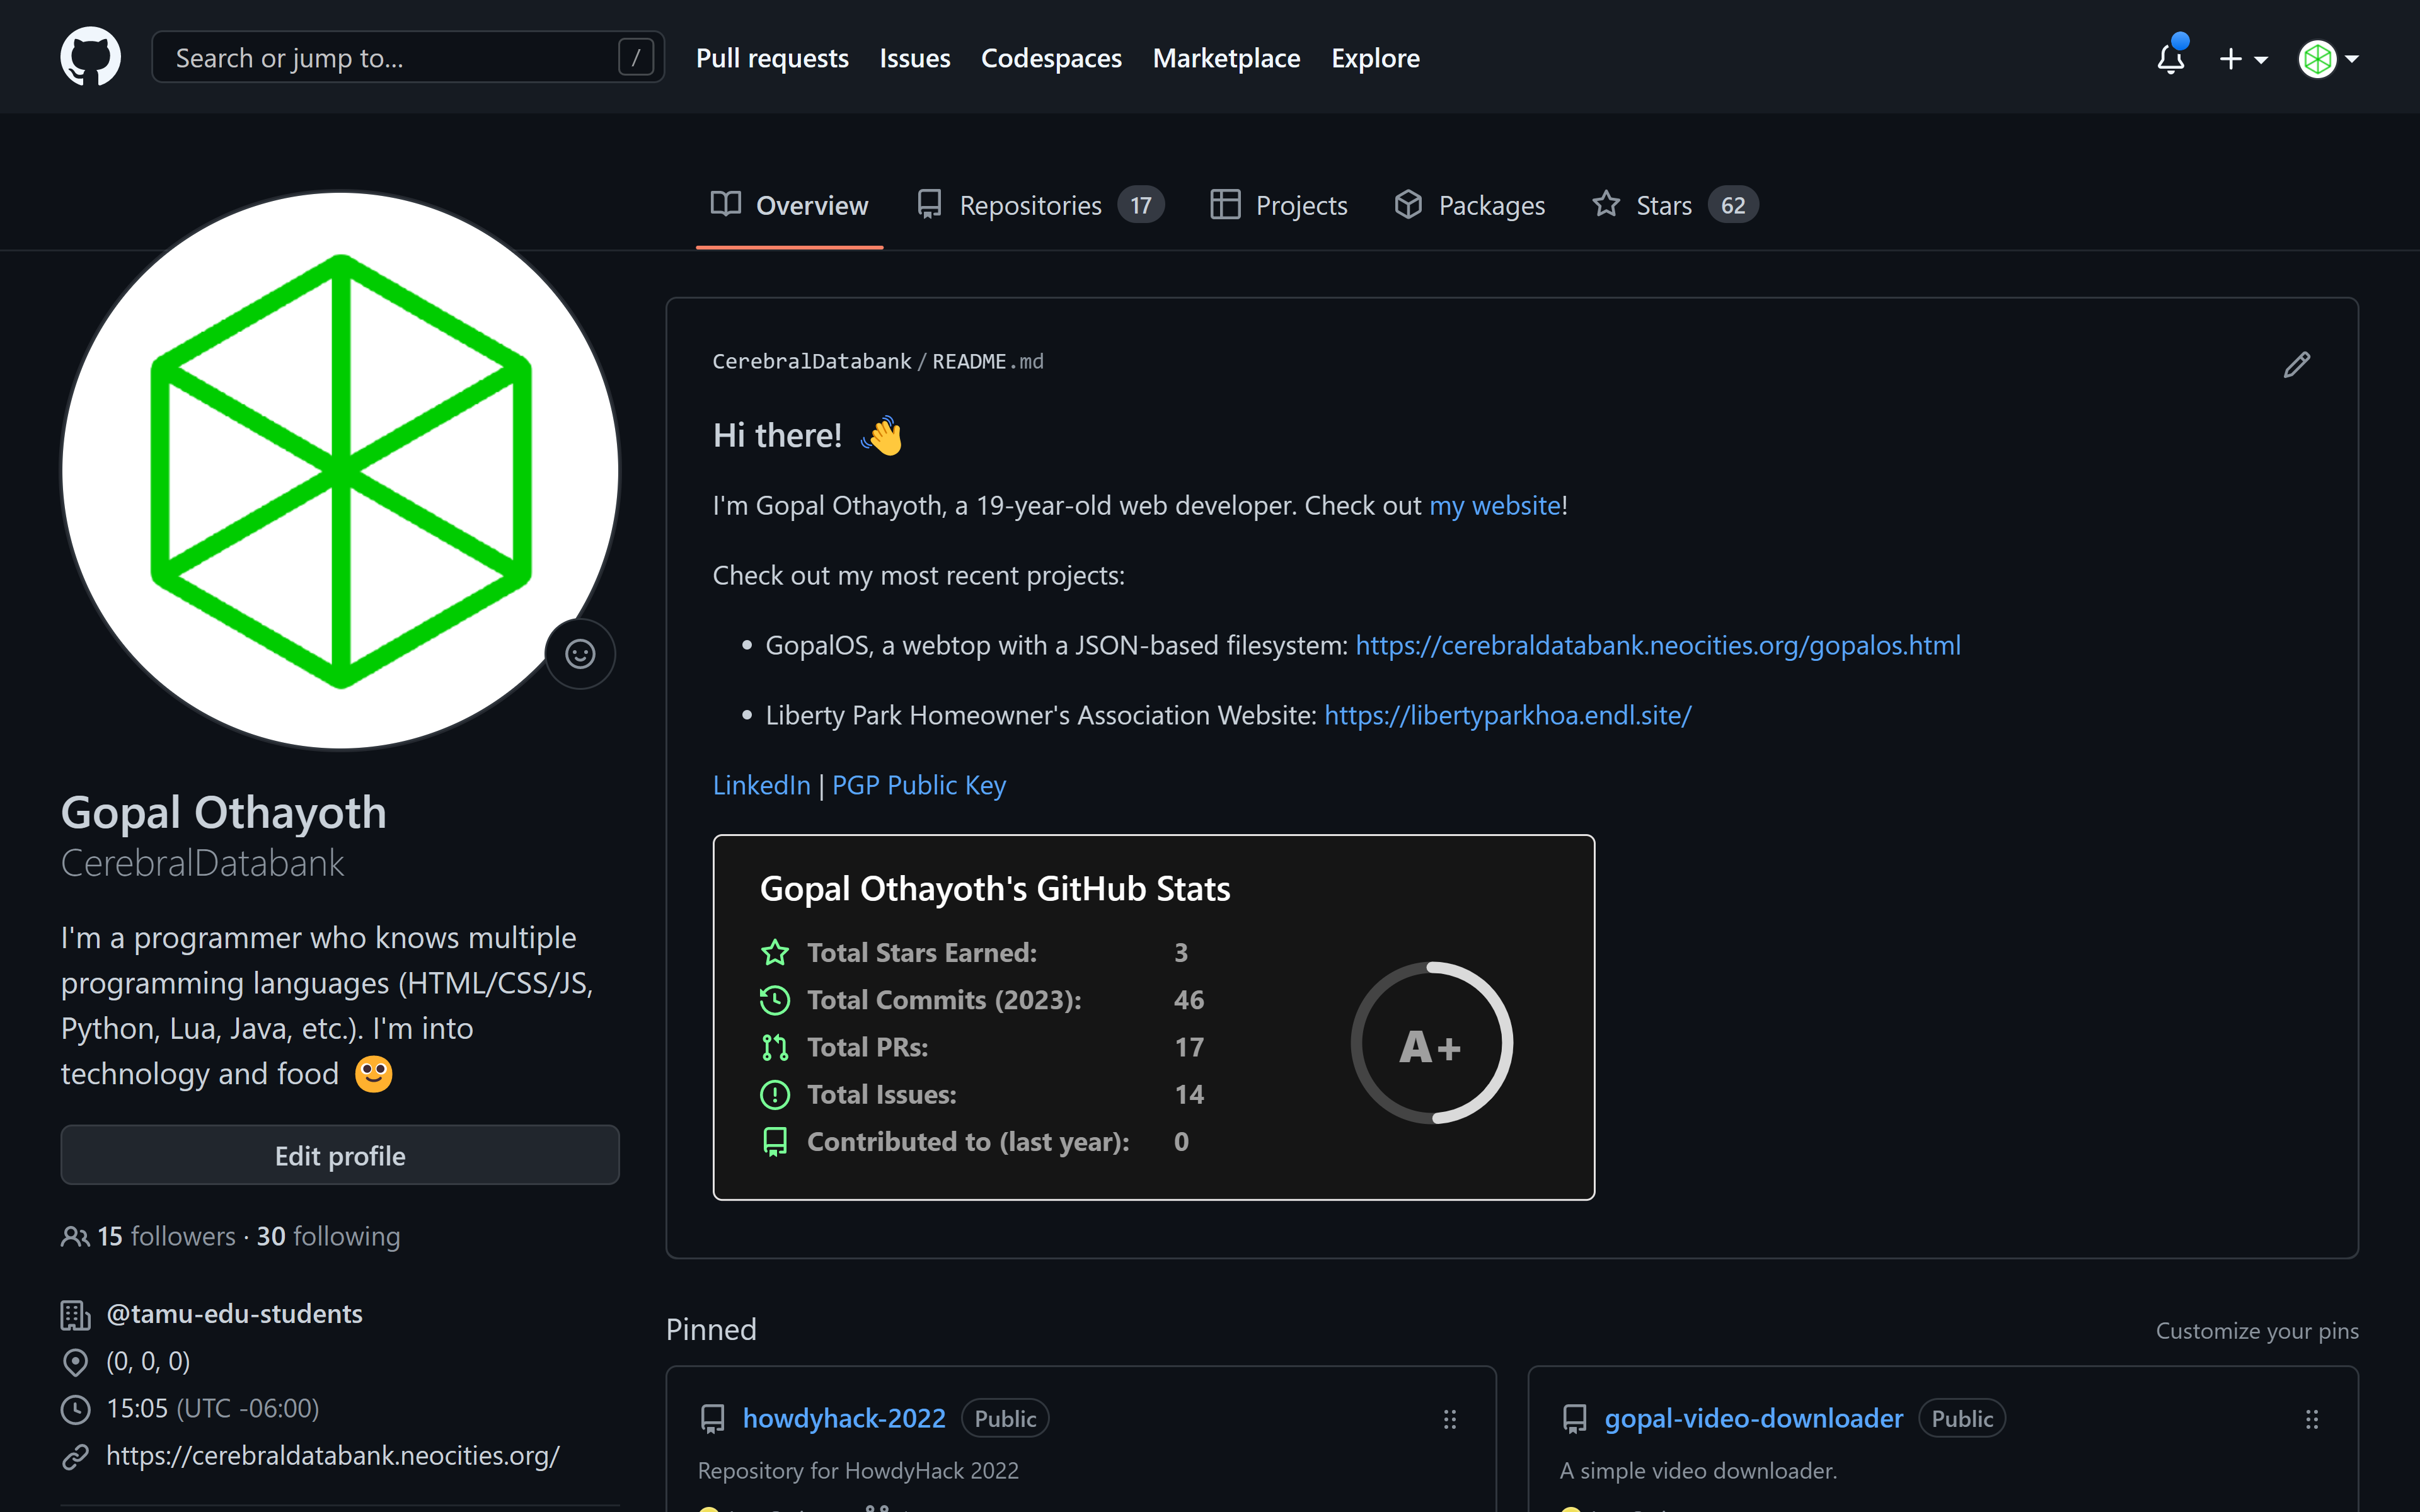 Search or jump to...
/
Pull requests
Issues
Codespaces
Marketplace
Explore
Overview
Repositories 17
Projects
Packages
Stars 62
Gopal Othayoth
CerebralDatabank
I'm a programmer who knows multiple
programming languages (HTML/CSS/JS,
Python, Lua, Java, etc.). I'm into
technology and food
Edit profile
15 followers · 30 following
@tamu-edu-students
(0, 0, 0)
15:05 (UTC -06:00)
https://cerebraldatabank.neocities.org/
CerebralDatabank / README.md
Hi there! 👋
I'm Gopal Othayoth, a 19-year-old web developer. Check out my website!
Check out my most recent projects:
• GopalOS, a webtop with a JSON-based filesystem: https://cerebraldatabank.neocities.org/gopalos.html
• Liberty Park Homeowner's Association Website: https://libertyparkhoa.endl.site/
LinkedIn | PGP Public Key
Gopal Othayoth's GitHub Stats
Total Stars Earned: 3
Total Commits (2023): 46
Total PRs: 17
Total Issues: 14
Contributed to (last year): 0
A+
Pinned
Customize your pins
howdyhack-2022 Public
Repository for HowdyHack 2022
gopal-video-downloader Public
A simple video downloader.